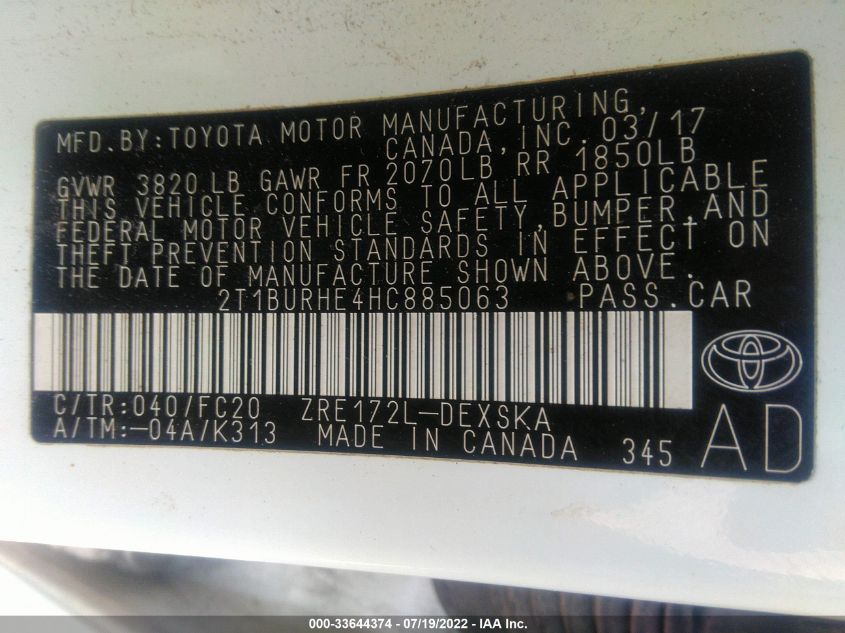 MFD. BY: TOYOTA MOTOR MANUFACTURING,
CANADA, INC. 03/17
GVWR 3820 LB GAWR FR 2070LB RR 1850LB
THIS VEHICLE CONFORMS TO ALL APPLICABLE
FEDERAL MOTOR VEHICLE SAFETY, BUMPER, AND
THEFT PREVENTION STANDARDS IN EFFECT ON
THE DATE OF MANUFACTURE SHOWN ABOVE.
2T1BURHE4HC885063 PASS. CAR
C/TR: 040/FC20 ZRE172L-DEXSKA
A/TM: -04A/K313 MADE IN CANADA 345 AD
000-33644374 / 07/19/2022 - IAA Inc.